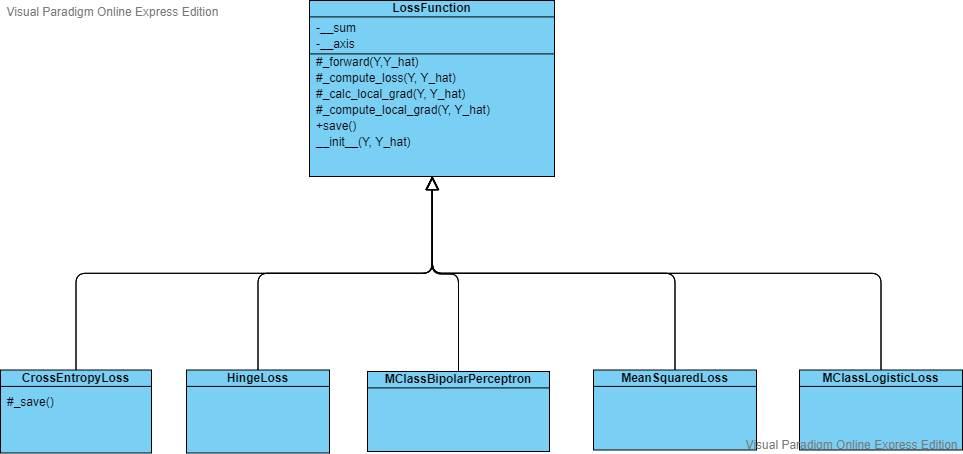 Visual Paradigm Online Express Edition
LossFunction
-__sum
-__axis
#_forward(Y,Y_hat)
#_compute_loss(Y, Y_hat)
#_calc_local_grad(Y, Y_hat)
#_compute_local_grad(Y, Y_hat)
+save()
__init__(Y, Y_hat)
CrossEntropyLoss
#_save()
HingeLoss
MClassBipolarPerceptron
MeanSquaredLoss
MClassLogisticLoss
Visual Paradigm Online Express Edition